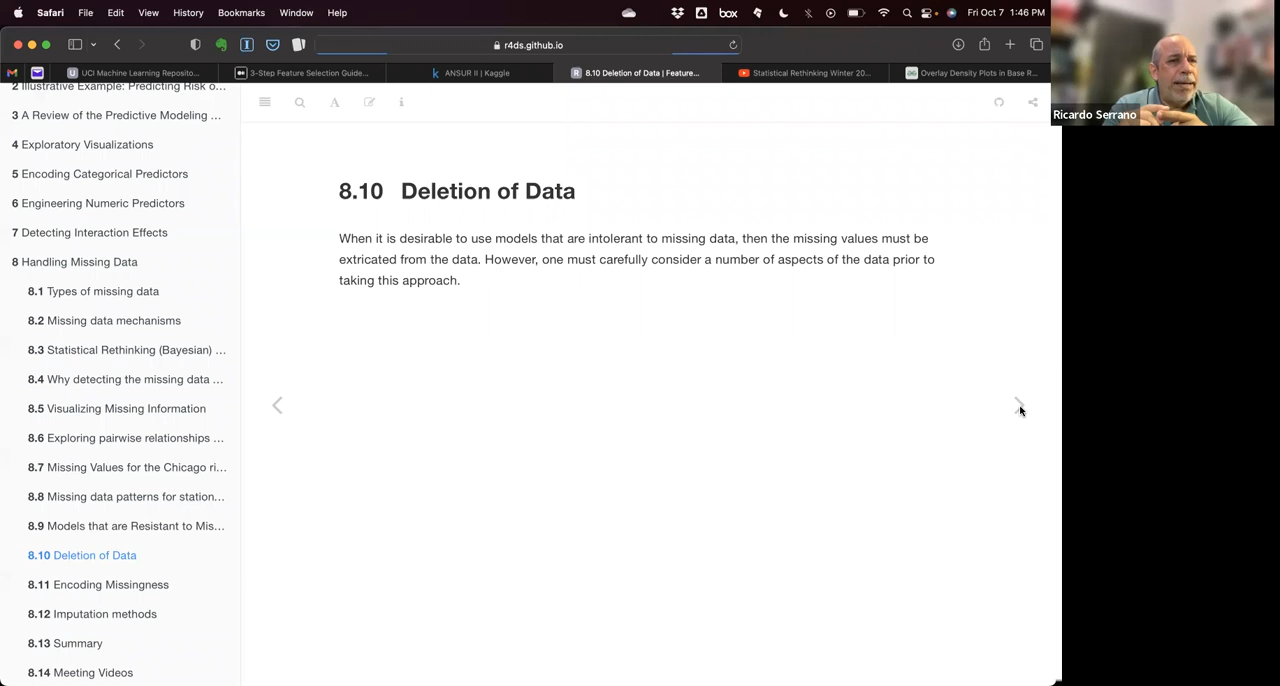 Safari File Edit View History Bookmarks Window Help
box Fri Oct 7 1:46 PM
r4ds.github.io
UCI Machine Learning Reposito...
3-Step Feature Selection Guide...
ANSUR II | Kaggle
8.10 Deletion of Data | Feature...
Statistical Rethinking Winter 20...
Overlay Density Plots in Base R...
Ricardo Serrano
2 Illustrative Example: Predicting Risk o...
3 A Review of the Predictive Modeling ...
4 Exploratory Visualizations
5 Encoding Categorical Predictors
6 Engineering Numeric Predictors
7 Detecting Interaction Effects
8 Handling Missing Data
8.1 Types of missing data
8.2 Missing data mechanisms
8.3 Statistical Rethinking (Bayesian) ...
8.4 Why detecting the missing data ...
8.5 Visualizing Missing Information
8.6 Exploring pairwise relationships ...
8.7 Missing Values for the Chicago ri...
8.8 Missing data patterns for station...
8.9 Models that are Resistant to Mis...
8.10 Deletion of Data
8.11 Encoding Missingness
8.12 Imputation methods
8.13 Summary
8.14 Meeting Videos
8.10 Deletion of Data
When it is desirable to use models that are intolerant to missing data, then the missing values must be
extricated from the data. However, one must carefully consider a number of aspects of the data prior to
taking this approach.